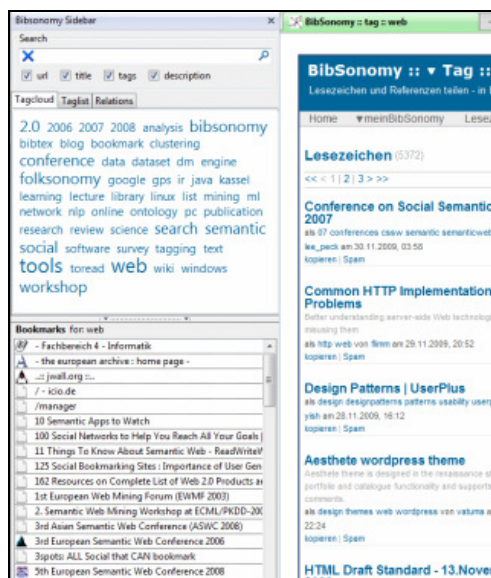 Bibsonomy Sidebar
Search
url title tags description
Tagcloud Taglist Relations
2.0 2006 2007 2008 analysis bibsonomy
bibtex blog bookmark clustering
conference data dataset dm engine
folksonomy google gps ir java kassel
learning lecture library linux list mining ml
network nlp online ontology pc publication
research review science search semantic
social software survey tagging text
tools toread web wiki windows
workshop
Bookmarks for: web
- Fachbereich 4 - Informatik
- the european archive : home page -
..:: jwall.org ::..
/ - icio.de
/manager
10 Semantic Apps to Watch
100 Social Networks to Help You Reach All Your Goals |
11 Things To Know About Semantic Web - ReadWriteW
125 Social Bookmarking Sites : Importance of User Gen
162 Resources on Complete List of Web 2.0 Products an
1st European Web Mining Forum (EWMF 2003)
2. Semantic Web Mining Workshop at ECML/PKDD-200
3rd Asian Semantic Web Conference (ASWC 2008)
3rd European Semantic Web Conference 2006
3spots: ALL Social that CAN bookmark
5th European Semantic Web Conference 2008
BibSonomy :: tag :: web
BibSonomy :: ▾ Tag ::
Lesezeichen und Referenzen teilen - in
Home ▾meinBibSonomy Lesez
Lesezeichen (5372)
<< < 1 | 2 | 3 > >>
Conference on Social Semantic
2007
als 07 conferences cssw semantic semanticweb
lee_peck am 30.11.2009, 03:58
kopieren | Spam
Common HTTP Implementation
Problems
Better understanding server-side Web technologi
misusing them
als http web von flimm am 29.11.2009, 20:52
kopieren | Spam
Design Patterns | UserPlus
als design designpatterns patterns usability userp
yish am 28.11.2009, 16:12
kopieren | Spam
Aesthete wordpress theme
Aesthete theme is designed in the renaissance
portfolio and catalogue functionality and supports
comments.
als design themes web wordpress von vatuma
22:24
kopieren | Spam
HTML Draft Standard - 13.Nove